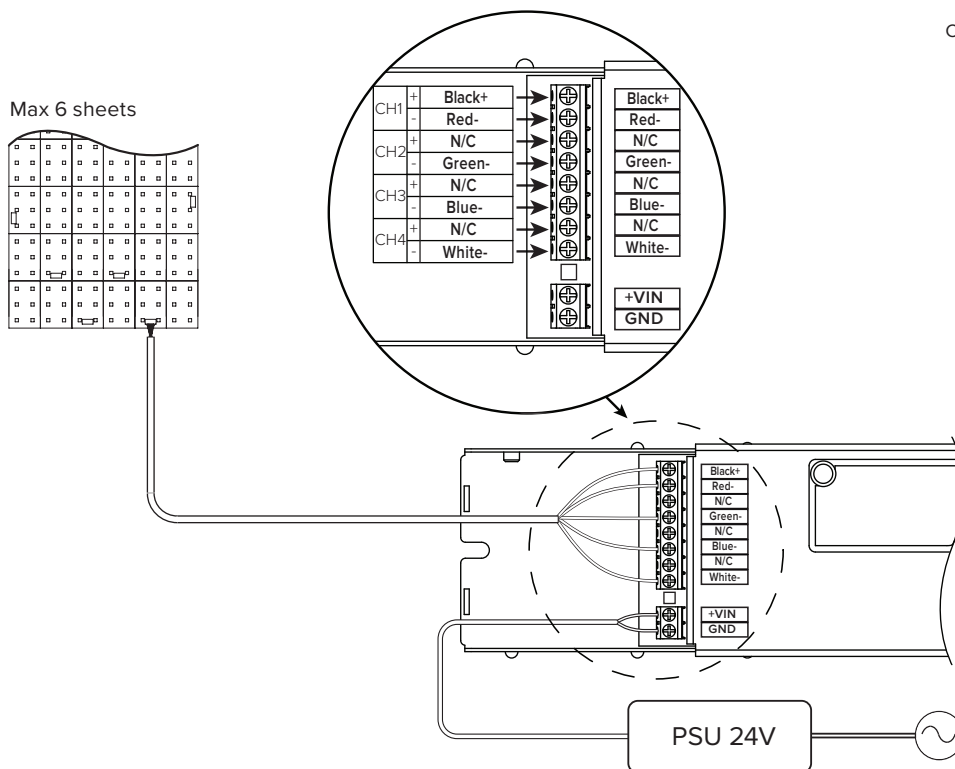 Max 6 sheets
CH1 + Black+
- Red-
CH2 + N/C
- Green-
CH3 + N/C
- Blue-
CH4 + N/C
- White-
Black+
Red-
N/C
Green-
N/C
Blue-
N/C
White-
+VIN
GND
Black+
Red-
N/C
Green-
N/C
Blue-
N/C
White-
+VIN
GND
PSU 24V